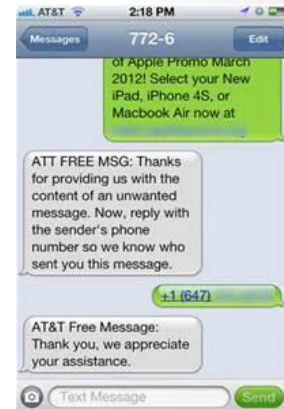 AT&T 2:18 PM
Messages 772-6 Edit
of Apple Promo March
2012! Select your New
iPad, iPhone 4S, or
Macbook Air now at
ATT FREE MSG: Thanks
for providing us with the
content of an unwanted
message. Now, reply with
the sender's phone
number so we know who
sent you this message.
+1 (647)
AT&T Free Message:
Thank you, we appreciate
your assistance.
Text Message Send